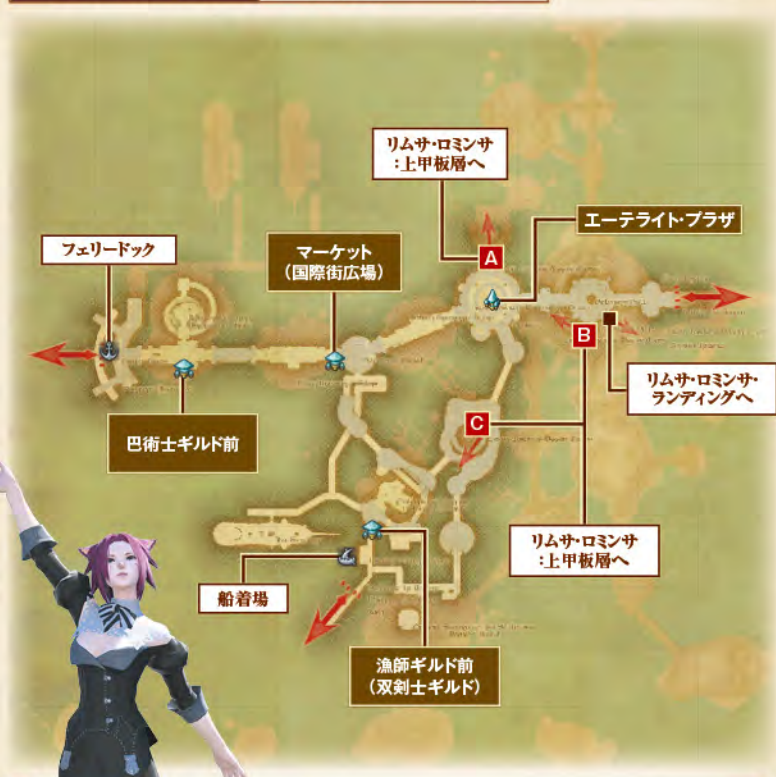 リムサ・ロミンサ
:上甲板層へ
エーテライト・プラザ
フェリードック
マーケット
(国際街広場)
A
B
リムサ・ロミンサ・
ランディングへ
C
巴術士ギルド前
リムサ・ロミンサ
:上甲板層へ
船着場
漁師ギルド前
(双剣士ギルド)